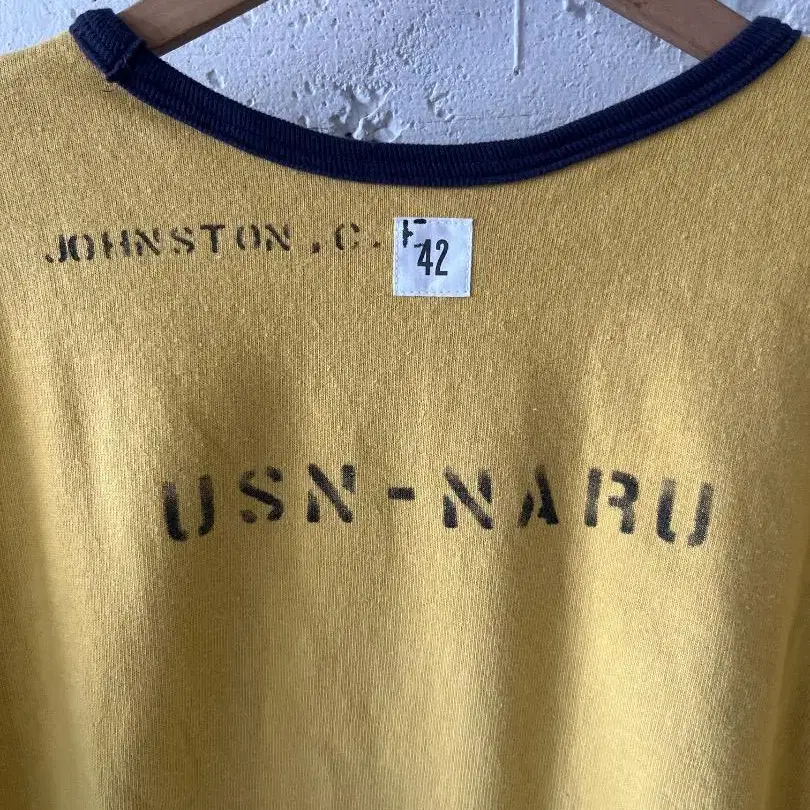 JOHNSTON, C. F
42
USN-NARU